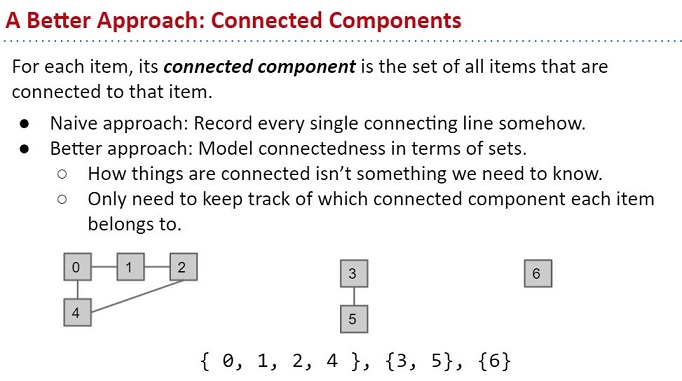 A Better Approach: Connected Components
For each item, its connected component is the set of all items that are
connected to that item.
● Naive approach: Record every single connecting line somehow.
● Better approach: Model connectedness in terms of sets.
○ How things are connected isn’t something we need to know.
○ Only need to keep track of which connected component each item
belongs to.
0 1 2 3 6
4 5
{ 0, 1, 2, 4 }, {3, 5}, {6}